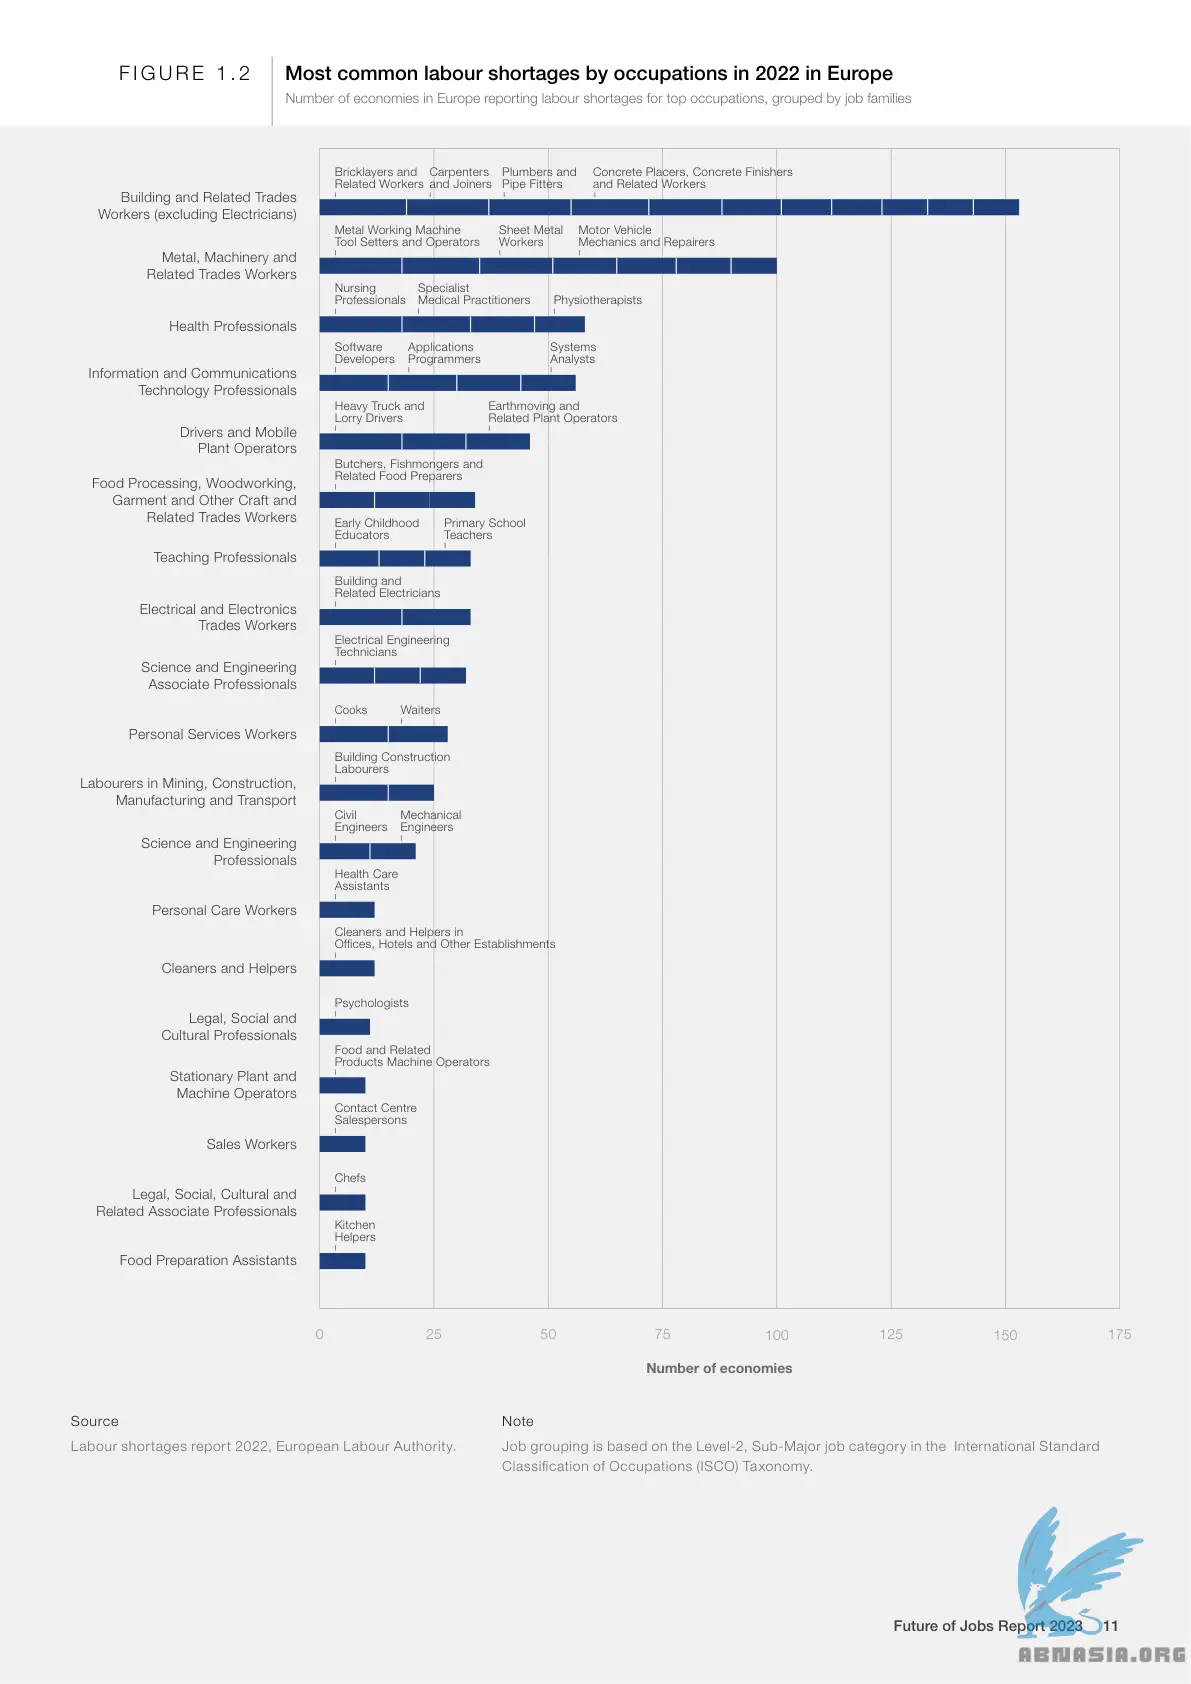 FIGURE 1.2
Most common labour shortages by occupations in 2022 in Europe
Number of economies in Europe reporting labour shortages for top occupations, grouped by job families
Bricklayers and
Related Workers
Carpenters
and Joiners
Plumbers and
Pipe Fitters
Concrete Placers, Concrete Finishers
and Related Workers
Building and Related Trades
Workers (excluding Electricians)
Metal Working Machine
Tool Setters and Operators
Sheet Metal
Workers
Motor Vehicle
Mechanics and Repairers
Metal, Machinery and
Related Trades Workers
Nursing
Professionals
Specialist
Medical Practitioners
Physiotherapists
Health Professionals
Software
Developers
Applications
Programmers
Systems
Analysts
Information and Communications
Technology Professionals
Heavy Truck and
Lorry Drivers
Earthmoving and
Related Plant Operators
Drivers and Mobile
Plant Operators
Butchers, Fishmongers and
Related Food Preparers
Food Processing, Woodworking,
Garment and Other Craft and
Related Trades Workers
Early Childhood
Educators
Primary School
Teachers
Teaching Professionals
Building and
Related Electricians
Electrical and Electronics
Trades Workers
Electrical Engineering
Technicians
Science and Engineering
Associate Professionals
Cooks
Waiters
Personal Services Workers
Building Construction
Labourers
Labourers in Mining, Construction,
Manufacturing and Transport
Civil
Engineers
Mechanical
Engineers
Science and Engineering
Professionals
Health Care
Assistants
Personal Care Workers
Cleaners and Helpers in
Offices, Hotels and Other Establishments
Cleaners and Helpers
Psychologists
Legal, Social and
Cultural Professionals
Food and Related
Products Machine Operators
Stationary Plant and
Machine Operators
Contact Centre
Salespersons
Sales Workers
Chefs
Legal, Social, Cultural and
Related Associate Professionals
Kitchen
Helpers
Food Preparation Assistants
0 25 50 75 100 125 150 175
Number of economies
Source
Labour shortages report 2022, European Labour Authority.
Note
Job grouping is based on the Level-2, Sub-Major job category in the International Standard
Classification of Occupations (ISCO) Taxonomy.
Future of Jobs Report 2023 11
ABNASIA.ORG